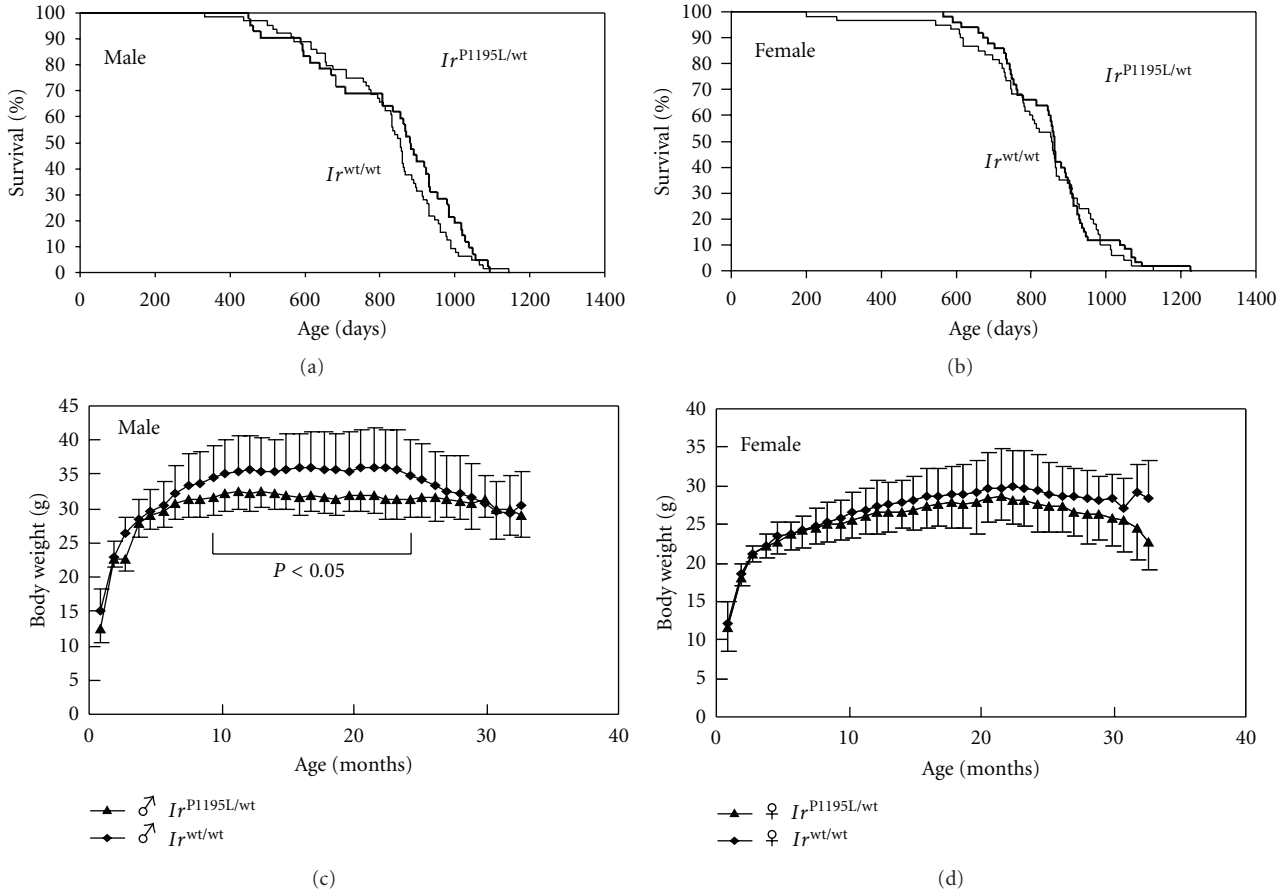 Survival (%)
100
90
80
70
60
50
40
30
20
10
0
Male
Ir^P1195L/wt
Ir^wt/wt
0 200 400 600 800 1000 1200 1400
Age (days)
(a)
Survival (%)
100
90
80
70
60
50
40
30
20
10
0
Female
Ir^P1195L/wt
Ir^wt/wt
0 200 400 600 800 1000 1200 1400
Age (days)
(b)
Body weight (g)
45
40
35
30
25
20
15
10
5
0
Male
P < 0.05
0 10 20 30 40
Age (months)
♂ Ir^P1195L/wt
♂ Ir^wt/wt
(c)
Body weight (g)
40
35
30
25
20
15
10
5
0
Female
0 10 20 30 40
Age (months)
♀ Ir^P1195L/wt
♀ Ir^wt/wt
(d)